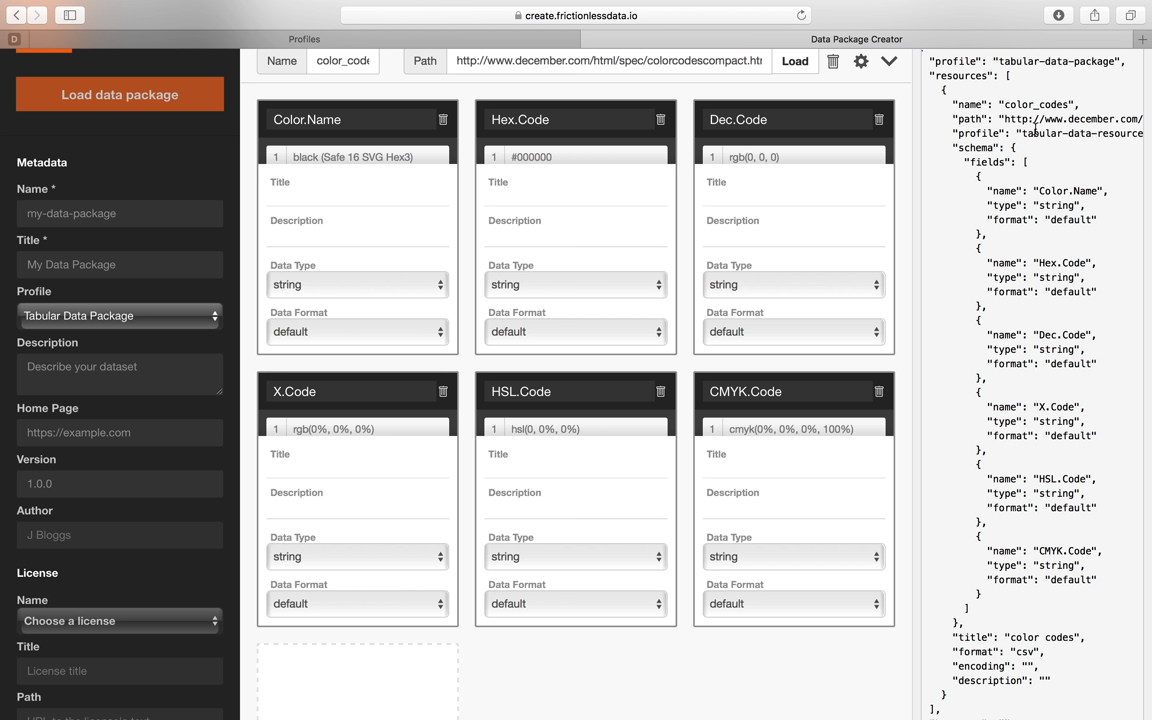 create.frictionlessdata.io
D
Profiles
Data Package Creator
Load data package
Metadata
Name *
my-data-package
Title *
My Data Package
Profile
Tabular Data Package
Description
Describe your dataset
Home Page
https://example.com
Version
1.0.0
Author
J Bloggs
License
Name
Choose a license
Title
License title
Path
Name
color_code
Path
http://www.december.com/html/spec/colorcodescompact.htm
Load
Color.Name
1 black (Safe 16 SVG Hex3)
Title
Description
Data Type
string
Data Format
default
Hex.Code
1 #000000
Title
Description
Data Type
string
Data Format
default
Dec.Code
1 rgb(0, 0, 0)
Title
Description
Data Type
string
Data Format
default
X.Code
1 rgb(0%, 0%, 0%)
Title
Description
Data Type
string
Data Format
default
HSL.Code
1 hsl(0, 0%, 0%)
Title
Description
Data Type
string
Data Format
default
CMYK.Code
1 cmyk(0%, 0%, 0%, 100%)
Title
Description
Data Type
string
Data Format
default
"profile": "tabular-data-package",
"resources": [
{
"name": "color_codes",
"path": "http://www.december.com/
"profile": "tabular-data-resource
"schema": {
"fields": [
{
"name": "Color.Name",
"type": "string",
"format": "default"
},
{
"name": "Hex.Code",
"type": "string",
"format": "default"
},
{
"name": "Dec.Code",
"type": "string",
"format": "default"
},
{
"name": "X.Code",
"type": "string",
"format": "default"
},
{
"name": "HSL.Code",
"type": "string",
"format": "default"
},
{
"name": "CMYK.Code",
"type": "string",
"format": "default"
}
]
},
"title": "color codes",
"format": "csv",
"encoding": "",
"description": ""
}
],